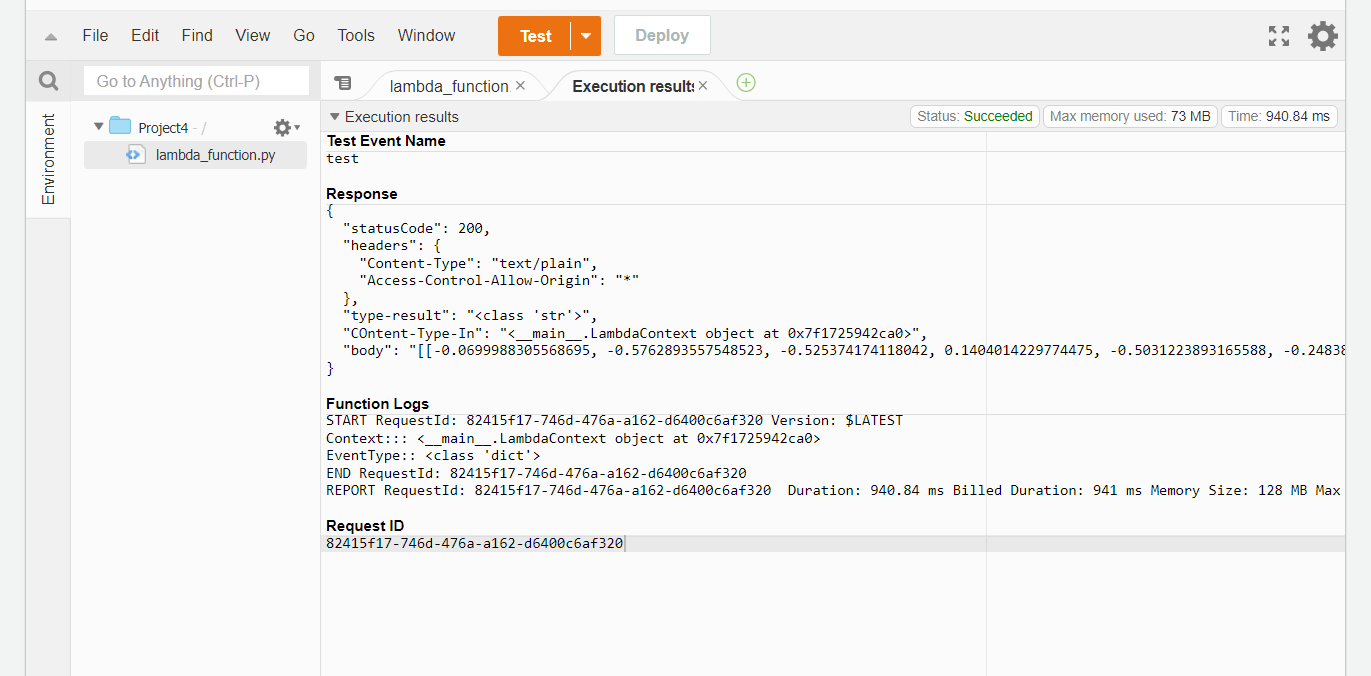 File Edit Find View Go Tools Window Test Deploy
Go to Anything (Ctrl-P)
lambda_function
Execution results
Environment
Project4 - /
lambda_function.py
Execution results
Status: Succeeded
Max memory used: 73 MB
Time: 940.84 ms
Test Event Name
test
Response
{
"statusCode": 200,
"headers": {
"Content-Type": "text/plain",
"Access-Control-Allow-Origin": "*"
},
"type-result": "<class 'str'>",
"COntent-Type-In": "<__main__.LambdaContext object at 0x7f1725942ca0>",
"body": "[[-0.0699988305568695, -0.5762893557548523, -0.525374174118042, 0.1404014229774475, -0.5031223893165588, -0.24838
}
Function Logs
START RequestId: 82415f17-746d-476a-a162-d6400c6af320 Version: $LATEST
Context::: <__main__.LambdaContext object at 0x7f1725942ca0>
EventType:: <class 'dict'>
END RequestId: 82415f17-746d-476a-a162-d6400c6af320
REPORT RequestId: 82415f17-746d-476a-a162-d6400c6af320 Duration: 940.84 ms Billed Duration: 941 ms Memory Size: 128 MB Max
Request ID
82415f17-746d-476a-a162-d6400c6af320